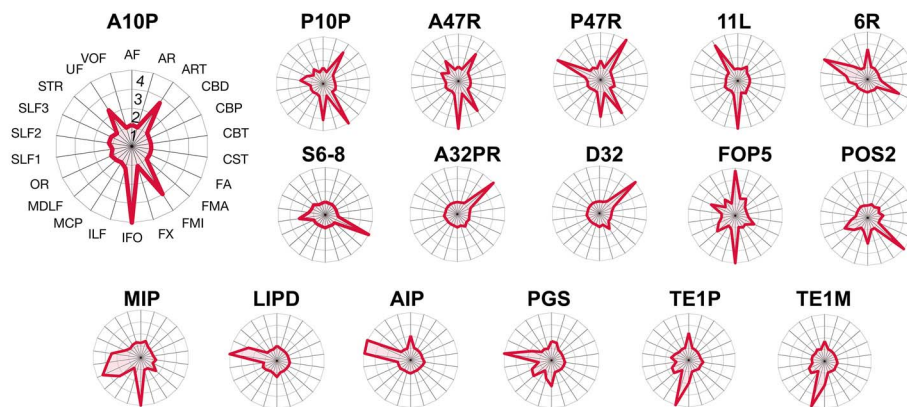 A10P
P10P
A47R
P47R
11L
6R
AF
VOF
AR
UF
ART
STR
CBD
SLF3
CBP
SLF2
CBT
SLF1
CST
OR
FA
MDLF
FMA
MCP
FMI
ILF
IFO
FX
4
3
2
1
S6-8
A32PR
D32
FOP5
POS2
MIP
LIPD
AIP
PGS
TE1P
TE1M